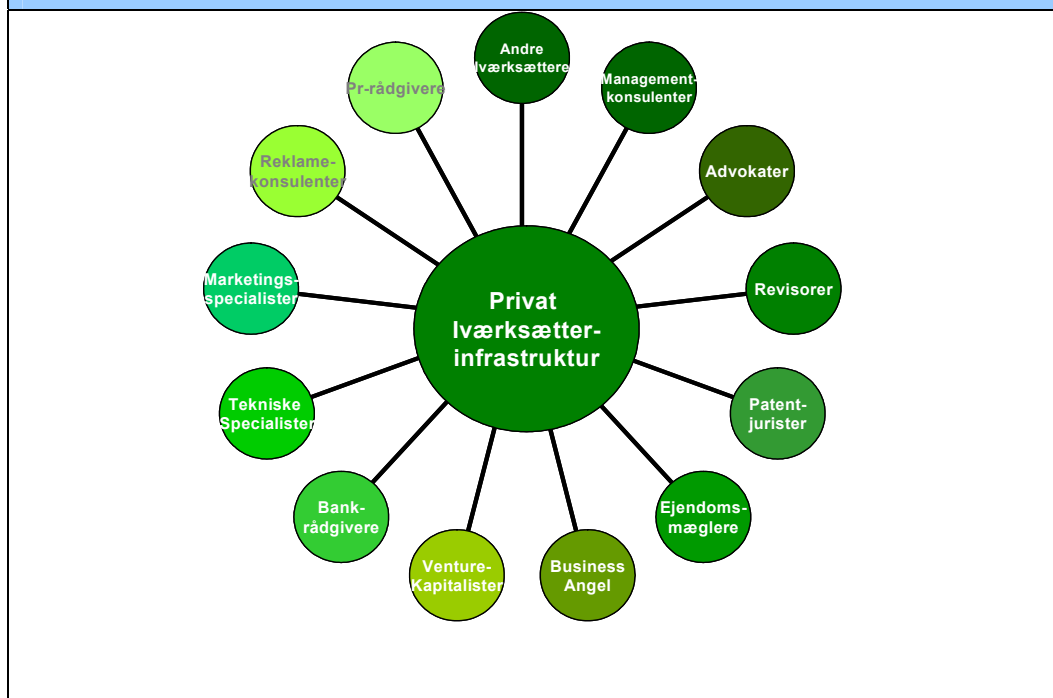 Andre
Iværksættere
Management-
konsulenter
Advokater
Revisorer
Patent-
jurister
Ejendoms-
mæglere
Business
Angel
Venture-
Kapitalister
Bank-
rådgivere
Tekniske
Specialister
Marketings-
specialister
Reklame-
konsulenter
Pr-rådgivere
Privat
Iværksætter-
infrastruktur